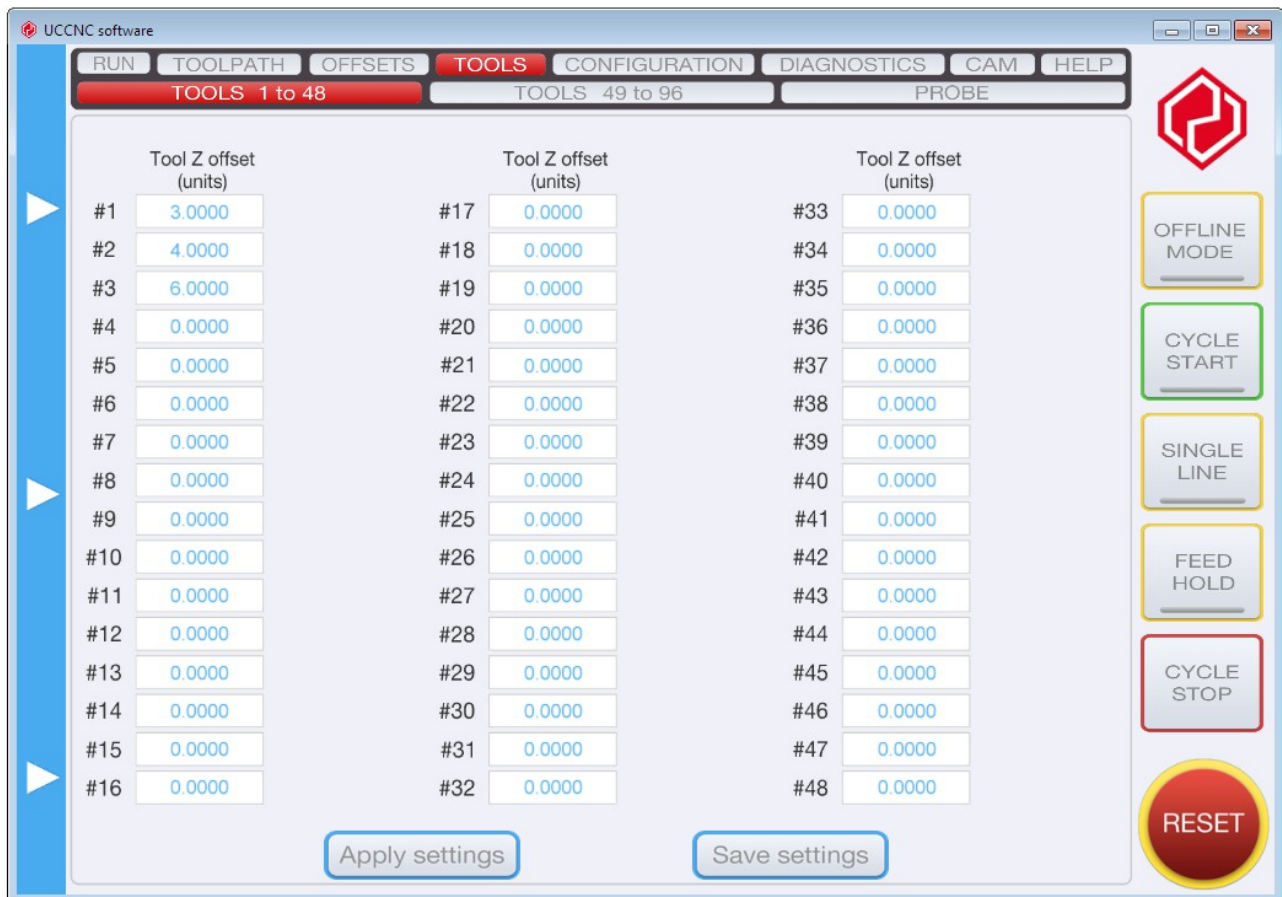 UCCNC software
RUN TOOLPATH OFFSETS TOOLS CONFIGURATION DIAGNOSTICS CAM HELP
TOOLS 1 to 48 TOOLS 49 to 96 PROBE
Tool Z offset Tool Z offset Tool Z offset
(units) (units) (units)
#1 3.0000 #17 0.0000 #33 0.0000
#2 4.0000 #18 0.0000 #34 0.0000
#3 6.0000 #19 0.0000 #35 0.0000
#4 0.0000 #20 0.0000 #36 0.0000
#5 0.0000 #21 0.0000 #37 0.0000
#6 0.0000 #22 0.0000 #38 0.0000
#7 0.0000 #23 0.0000 #39 0.0000
#8 0.0000 #24 0.0000 #40 0.0000
#9 0.0000 #25 0.0000 #41 0.0000
#10 0.0000 #26 0.0000 #42 0.0000
#11 0.0000 #27 0.0000 #43 0.0000
#12 0.0000 #28 0.0000 #44 0.0000
#13 0.0000 #29 0.0000 #45 0.0000
#14 0.0000 #30 0.0000 #46 0.0000
#15 0.0000 #31 0.0000 #47 0.0000
#16 0.0000 #32 0.0000 #48 0.0000
Apply settings Save settings
OFFLINE
MODE
CYCLE
START
SINGLE
LINE
FEED
HOLD
CYCLE
STOP
RESET